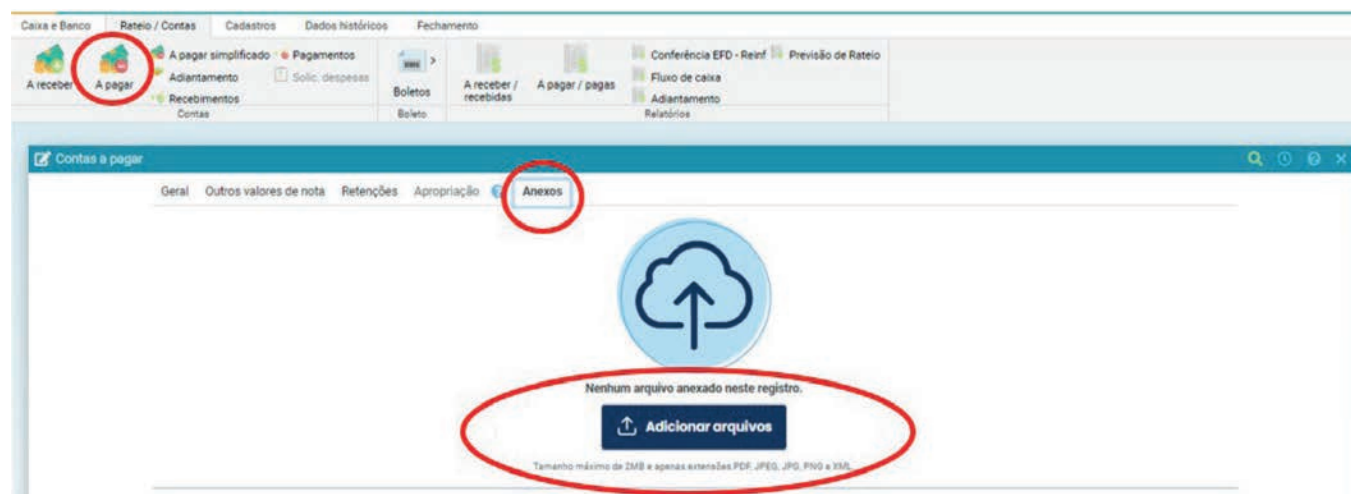 Caixa e Banco Rateio / Contas Cadastros Dados históricos Fechamento
A receber
A pagar
A pagar simplificado
Pagamentos
Adiantamento
Solic. despesas
Recebimentos
Contas
Boletos
Boleto
A receber /
recebidas
A pagar / pagas
Conferência EFD - Reinf
Previsão de Rateio
Fluxo de caixa
Adiantamento
Relatórios
Contas a pagar
Geral Outros valores de nota Retenções Apropriação ? Anexos
Nenhum arquivo anexado neste registro.
Adicionar arquivos
Tamanho máximo de 2MB e apenas extensões PDF, JPEG, JPG, PNG e XML.